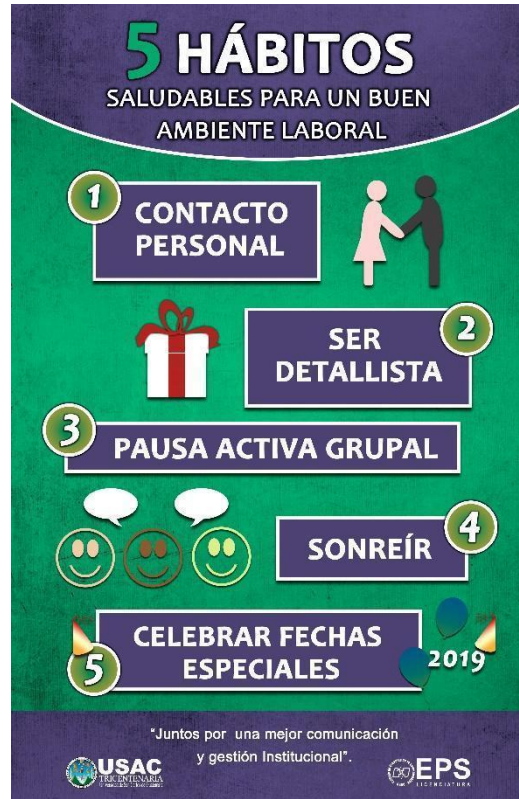 5 HÁBITOS
SALUDABLES PARA UN BUEN
AMBIENTE LABORAL
1
CONTACTO
PERSONAL
2
SER
DETALLISTA
3
PAUSA ACTIVA GRUPAL
4
SONREÍR
5
CELEBRAR FECHAS
ESPECIALES
2019
"Juntos por una mejor comunicación
y gestión Institucional".
USAC
TRICENTENARIA
EPS
LICENCIATURA